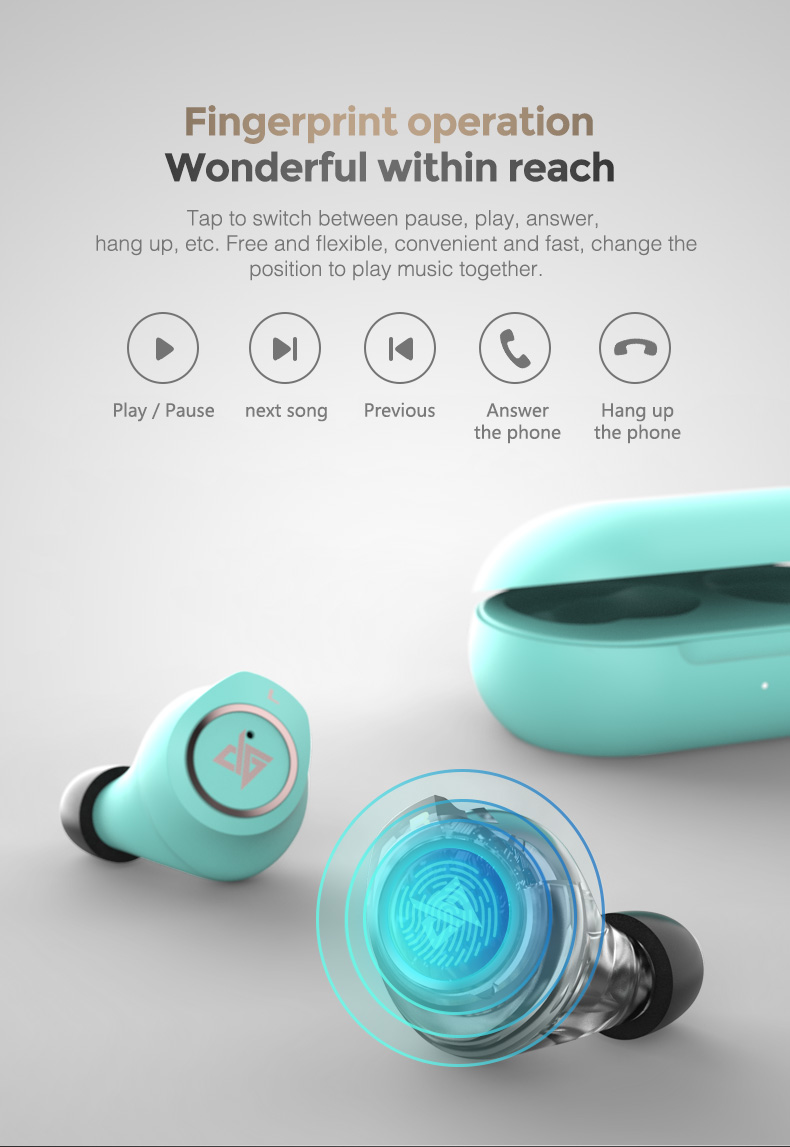 Fingerprint operation
Wonderful within reach
Tap to switch between pause, play, answer,
hang up, etc. Free and flexible, convenient and fast, change the
position to play music together.
Play / Pause
next song
Previous
Answer
the phone
Hang up
the phone